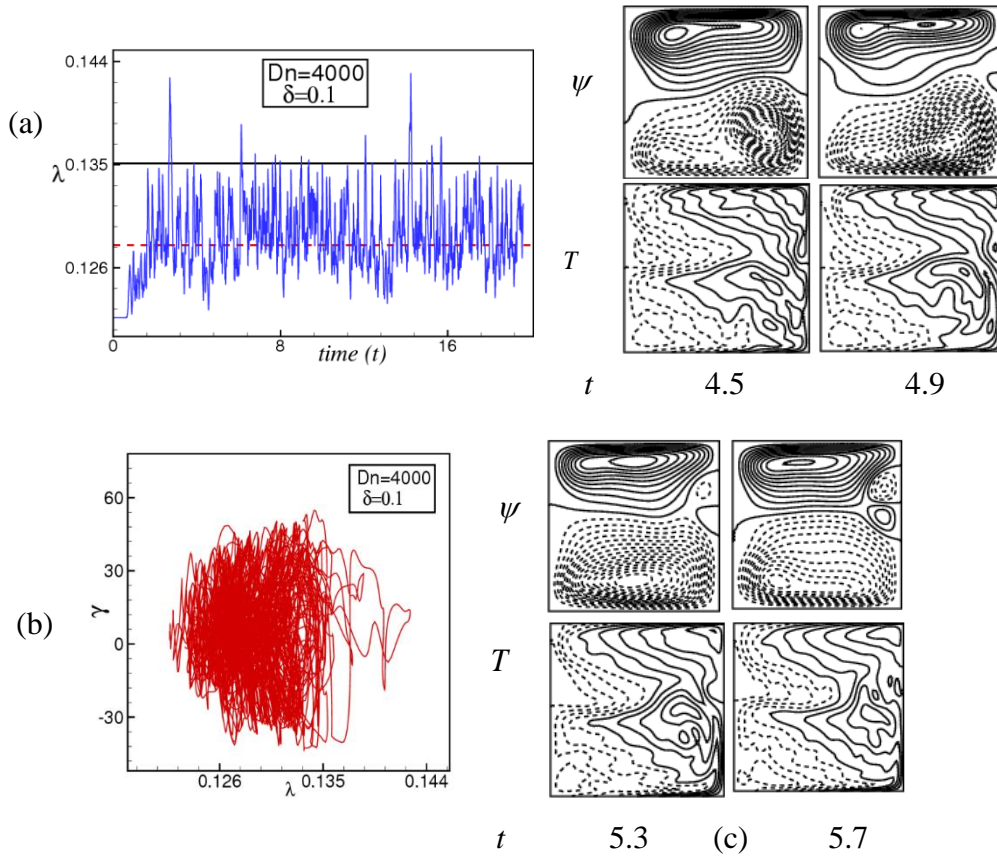 (a)
0.144
0.135
λ
0.126
Dn=4000
δ=0.1
0 8 16
time (t)
ψ
T
t 4.5 4.9
(b)
60
30
γ
0
-30
Dn=4000
δ=0.1
0.126 0.135 0.144
λ
ψ
T
t 5.3 (c) 5.7